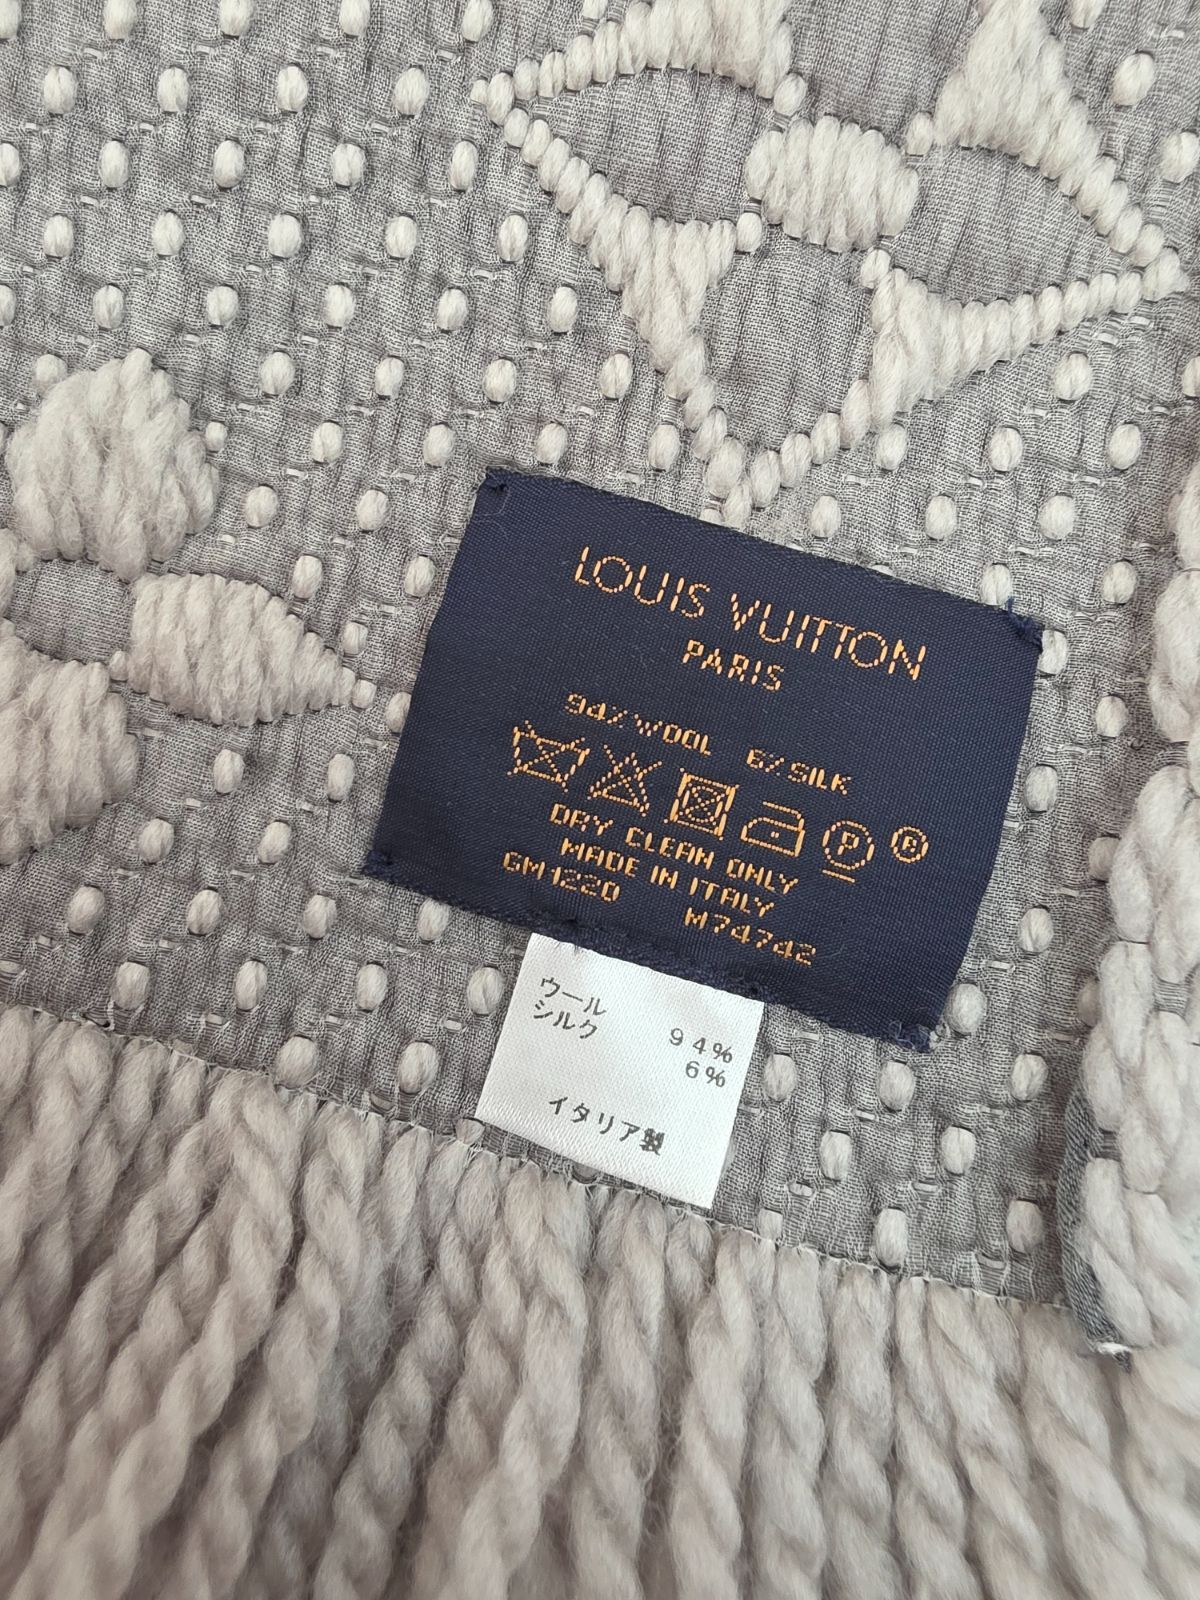 LOUIS VUITTON
PARIS
94% WOOL 6% SILK
P
R
DRY CLEAN ONLY
MADE IN ITALY
GM1220 M74742
ウール 94%
シルク 6%
イタリア製